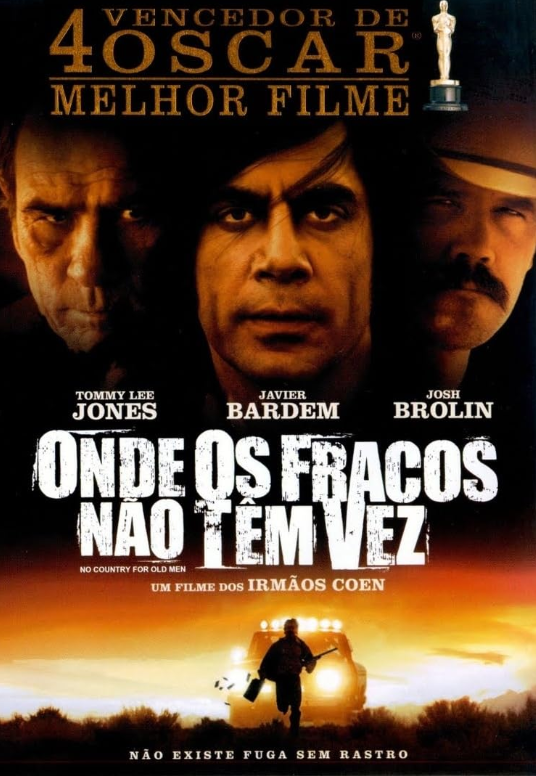 VENCEDOR DE
4 OSCAR®
MELHOR FILME
TOMMY LEE JONES
JAVIER BARDEM
JOSH BROLIN
ONDE OS FRACOS
NÃO TÊM VEZ
NO COUNTRY FOR OLD MEN
UM FILME DOS IRMÃOS COEN
NÃO EXISTE FUGA SEM RASTRO